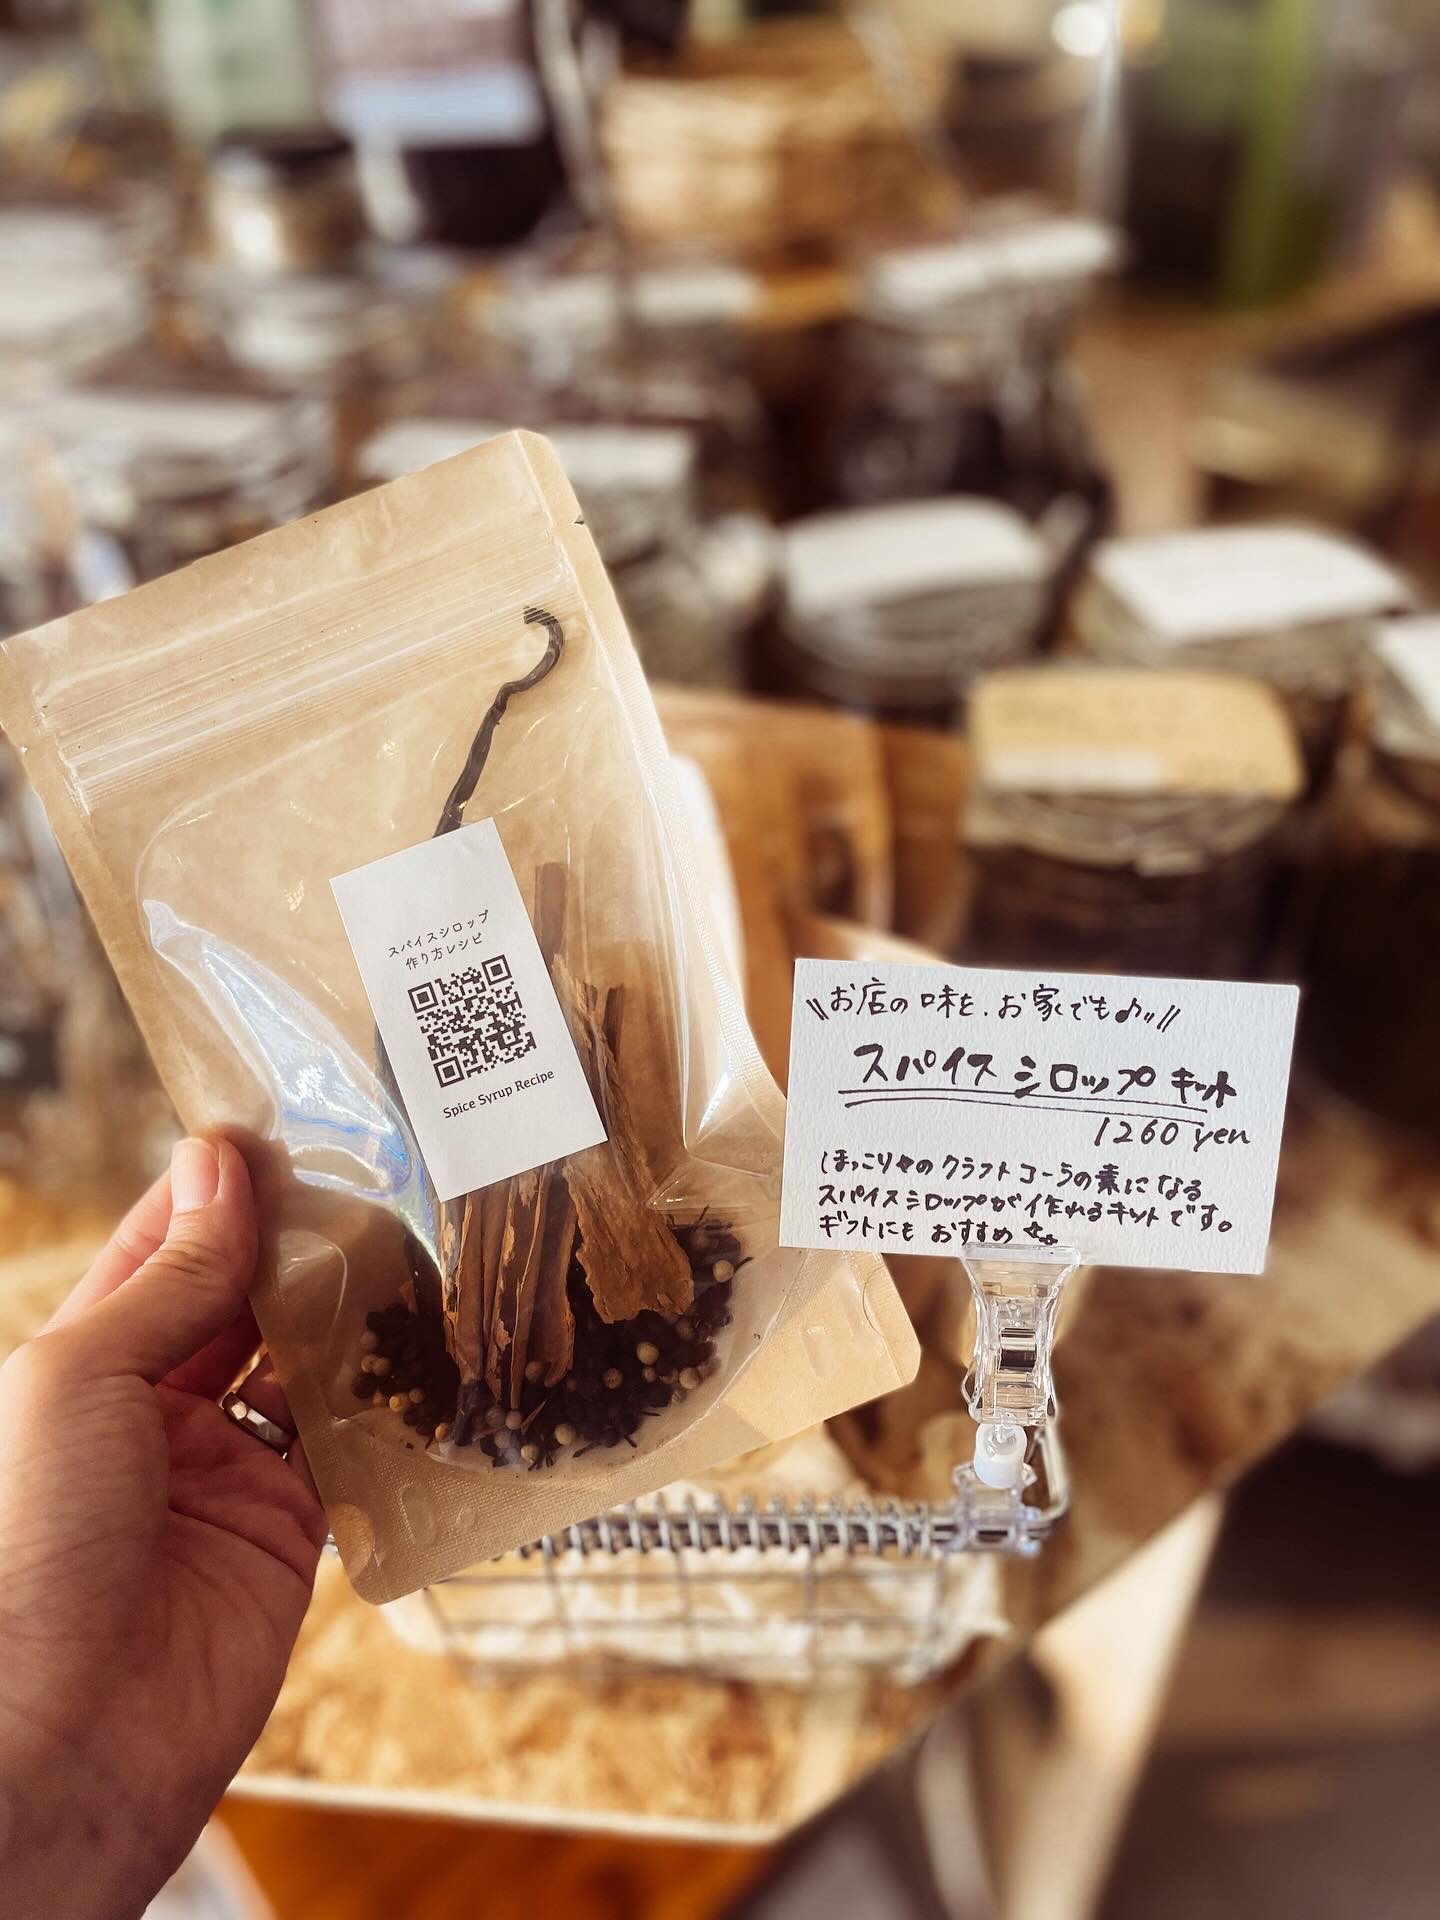 スパイスシロップ
作り方レシピ
Spice Syrup Recipe
\\お店の味を、お家でも♪〃//
スパイスシロップキット
1260 yen
ほっこり屋のクラフトコーラの素になる
スパイスシロップが作れるキットです。
ギフトにもおすすめ